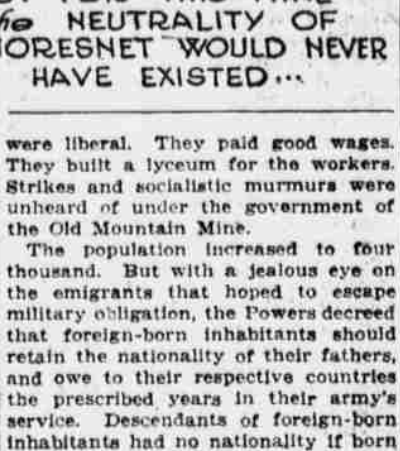 the NEUTRALITY OF
MORESNET WOULD NEVER
HAVE EXISTED...
were liberal. They paid good wages.
They built a lyceum for the workers.
Strikes and socialistic murmurs were
unheard of under the government of
the Old Mountain Mine.
The population increased to four
thousand. But with a jealous eye on
the emigrants that hoped to escape
military obligation, the Powers decreed
that foreign-born inhabitants should
retain the nationality of their fathers,
and owe to their respective countries
the prescribed years in their army's
service. Descendants of foreign-born
inhabitants had no nationality if born